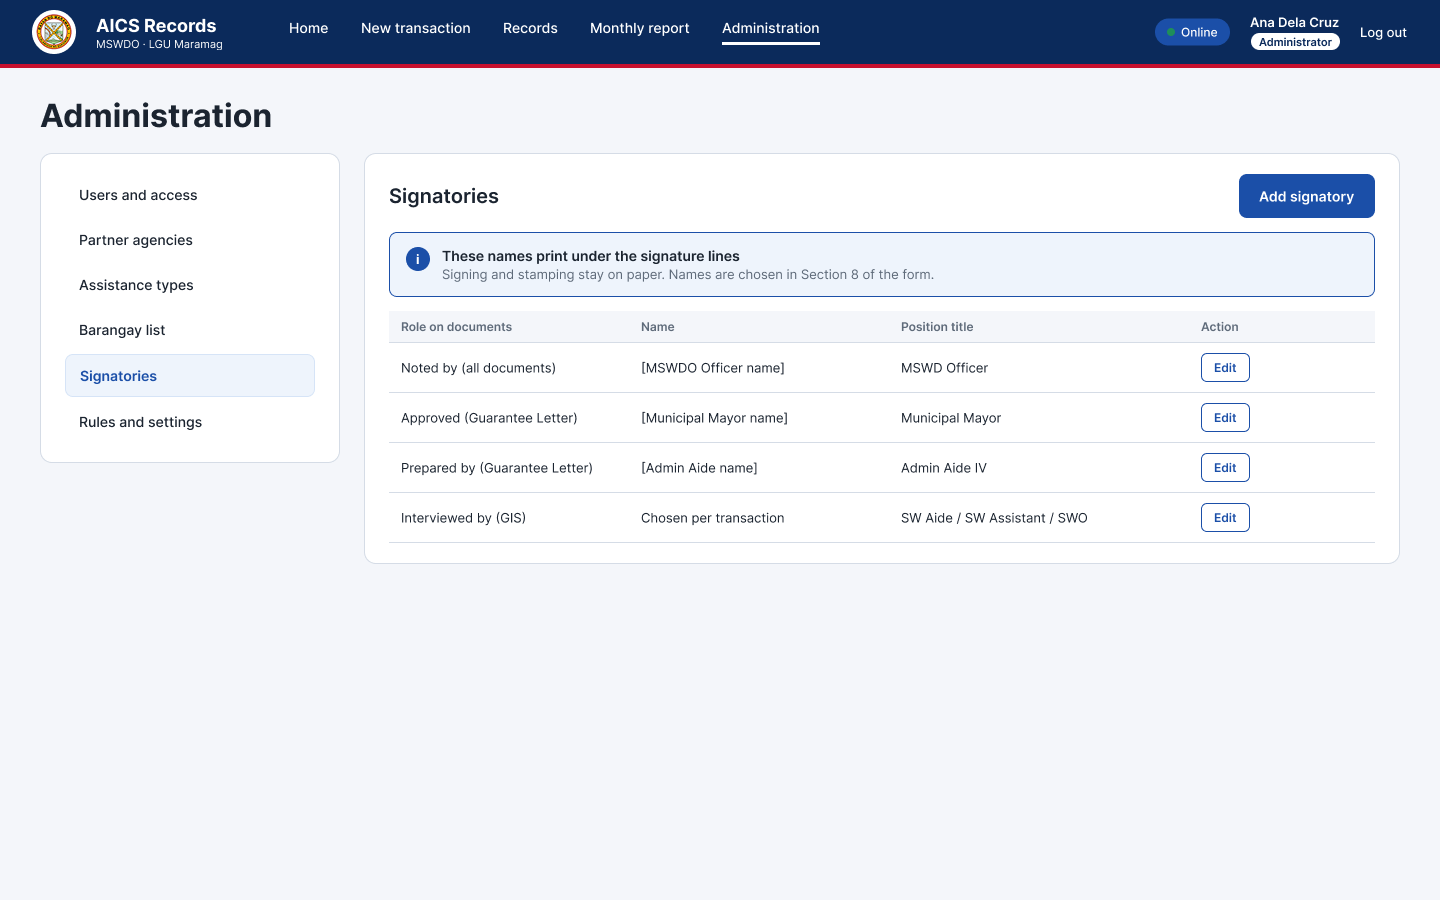 AICS Records
MSWDO · LGU Maramag
Home
New transaction
Records
Monthly report
Administration
Online
Ana Dela Cruz
Administrator
Log out
Administration
Users and access
Partner agencies
Assistance types
Barangay list
Signatories
Rules and settings
Signatories
Add signatory
i
These names print under the signature lines
Signing and stamping stay on paper. Names are chosen in Section 8 of the form.
Role on documents Name Position title Action
Noted by (all documents) [MSWDO Officer name] MSWD Officer Edit
Approved (Guarantee Letter) [Municipal Mayor name] Municipal Mayor Edit
Prepared by (Guarantee Letter) [Admin Aide name] Admin Aide IV Edit
Interviewed by (GIS) Chosen per transaction SW Aide / SW Assistant / SWO Edit